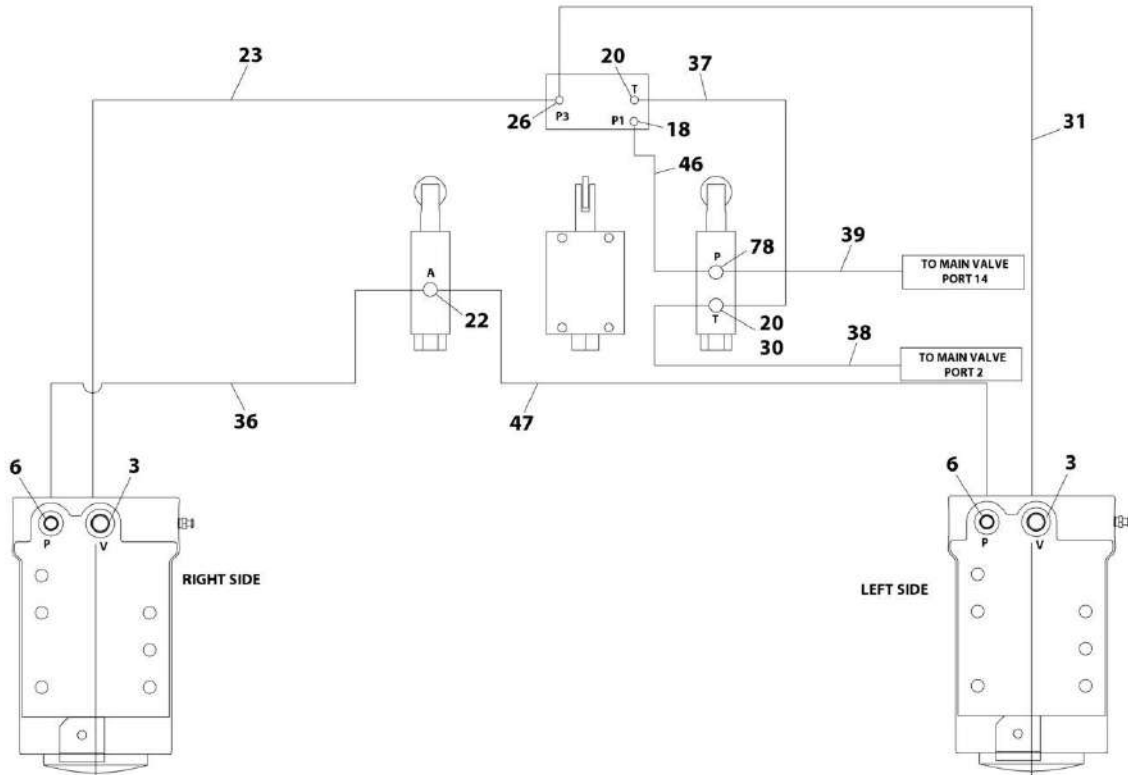 23
20
37
T
26
P3
P1
18
31
46
39
P
78
TO MAIN VALVE
PORT 14
A
22
T
20
30
38
TO MAIN VALVE
PORT 2
36
47
6
3
6
3
P
V
P
V
RIGHT SIDE
LEFT SIDE